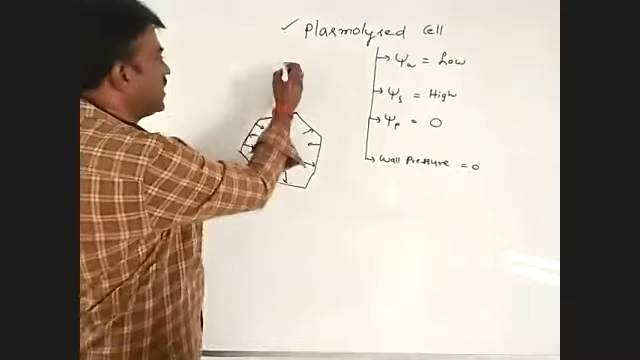 ✓ Plasmolysed Cell
→ Ψw = Low
→ Ψs = High
→ Ψp = 0
→ Wall Pressure = 0